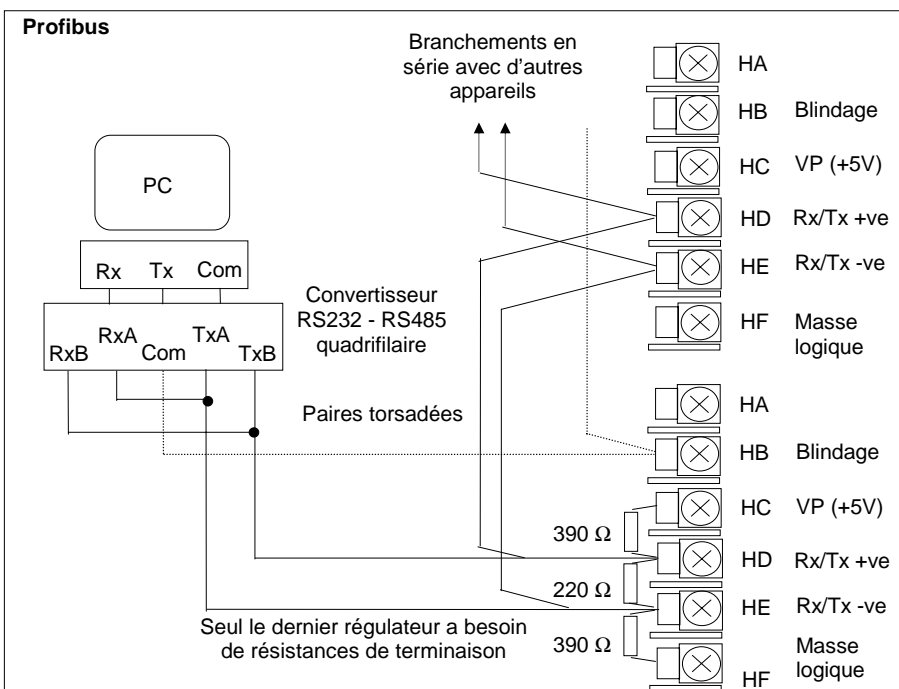 Profibus
Branchements en
série avec d'autres
appareils
HA
HB Blindage
HC VP (+5V)
HD Rx/Tx +ve
HE Rx/Tx -ve
HF Masse
logique
PC
Rx Tx Com
RxB RxA Com TxA TxB
Convertisseur
RS232 - RS485
quadrifilaire
Paires torsadées
HA
HB Blindage
HC VP (+5V)
390 Ω
HD Rx/Tx +ve
220 Ω
HE Rx/Tx -ve
390 Ω
HF Masse
logique
Seul le dernier régulateur a besoin
de résistances de terminaison